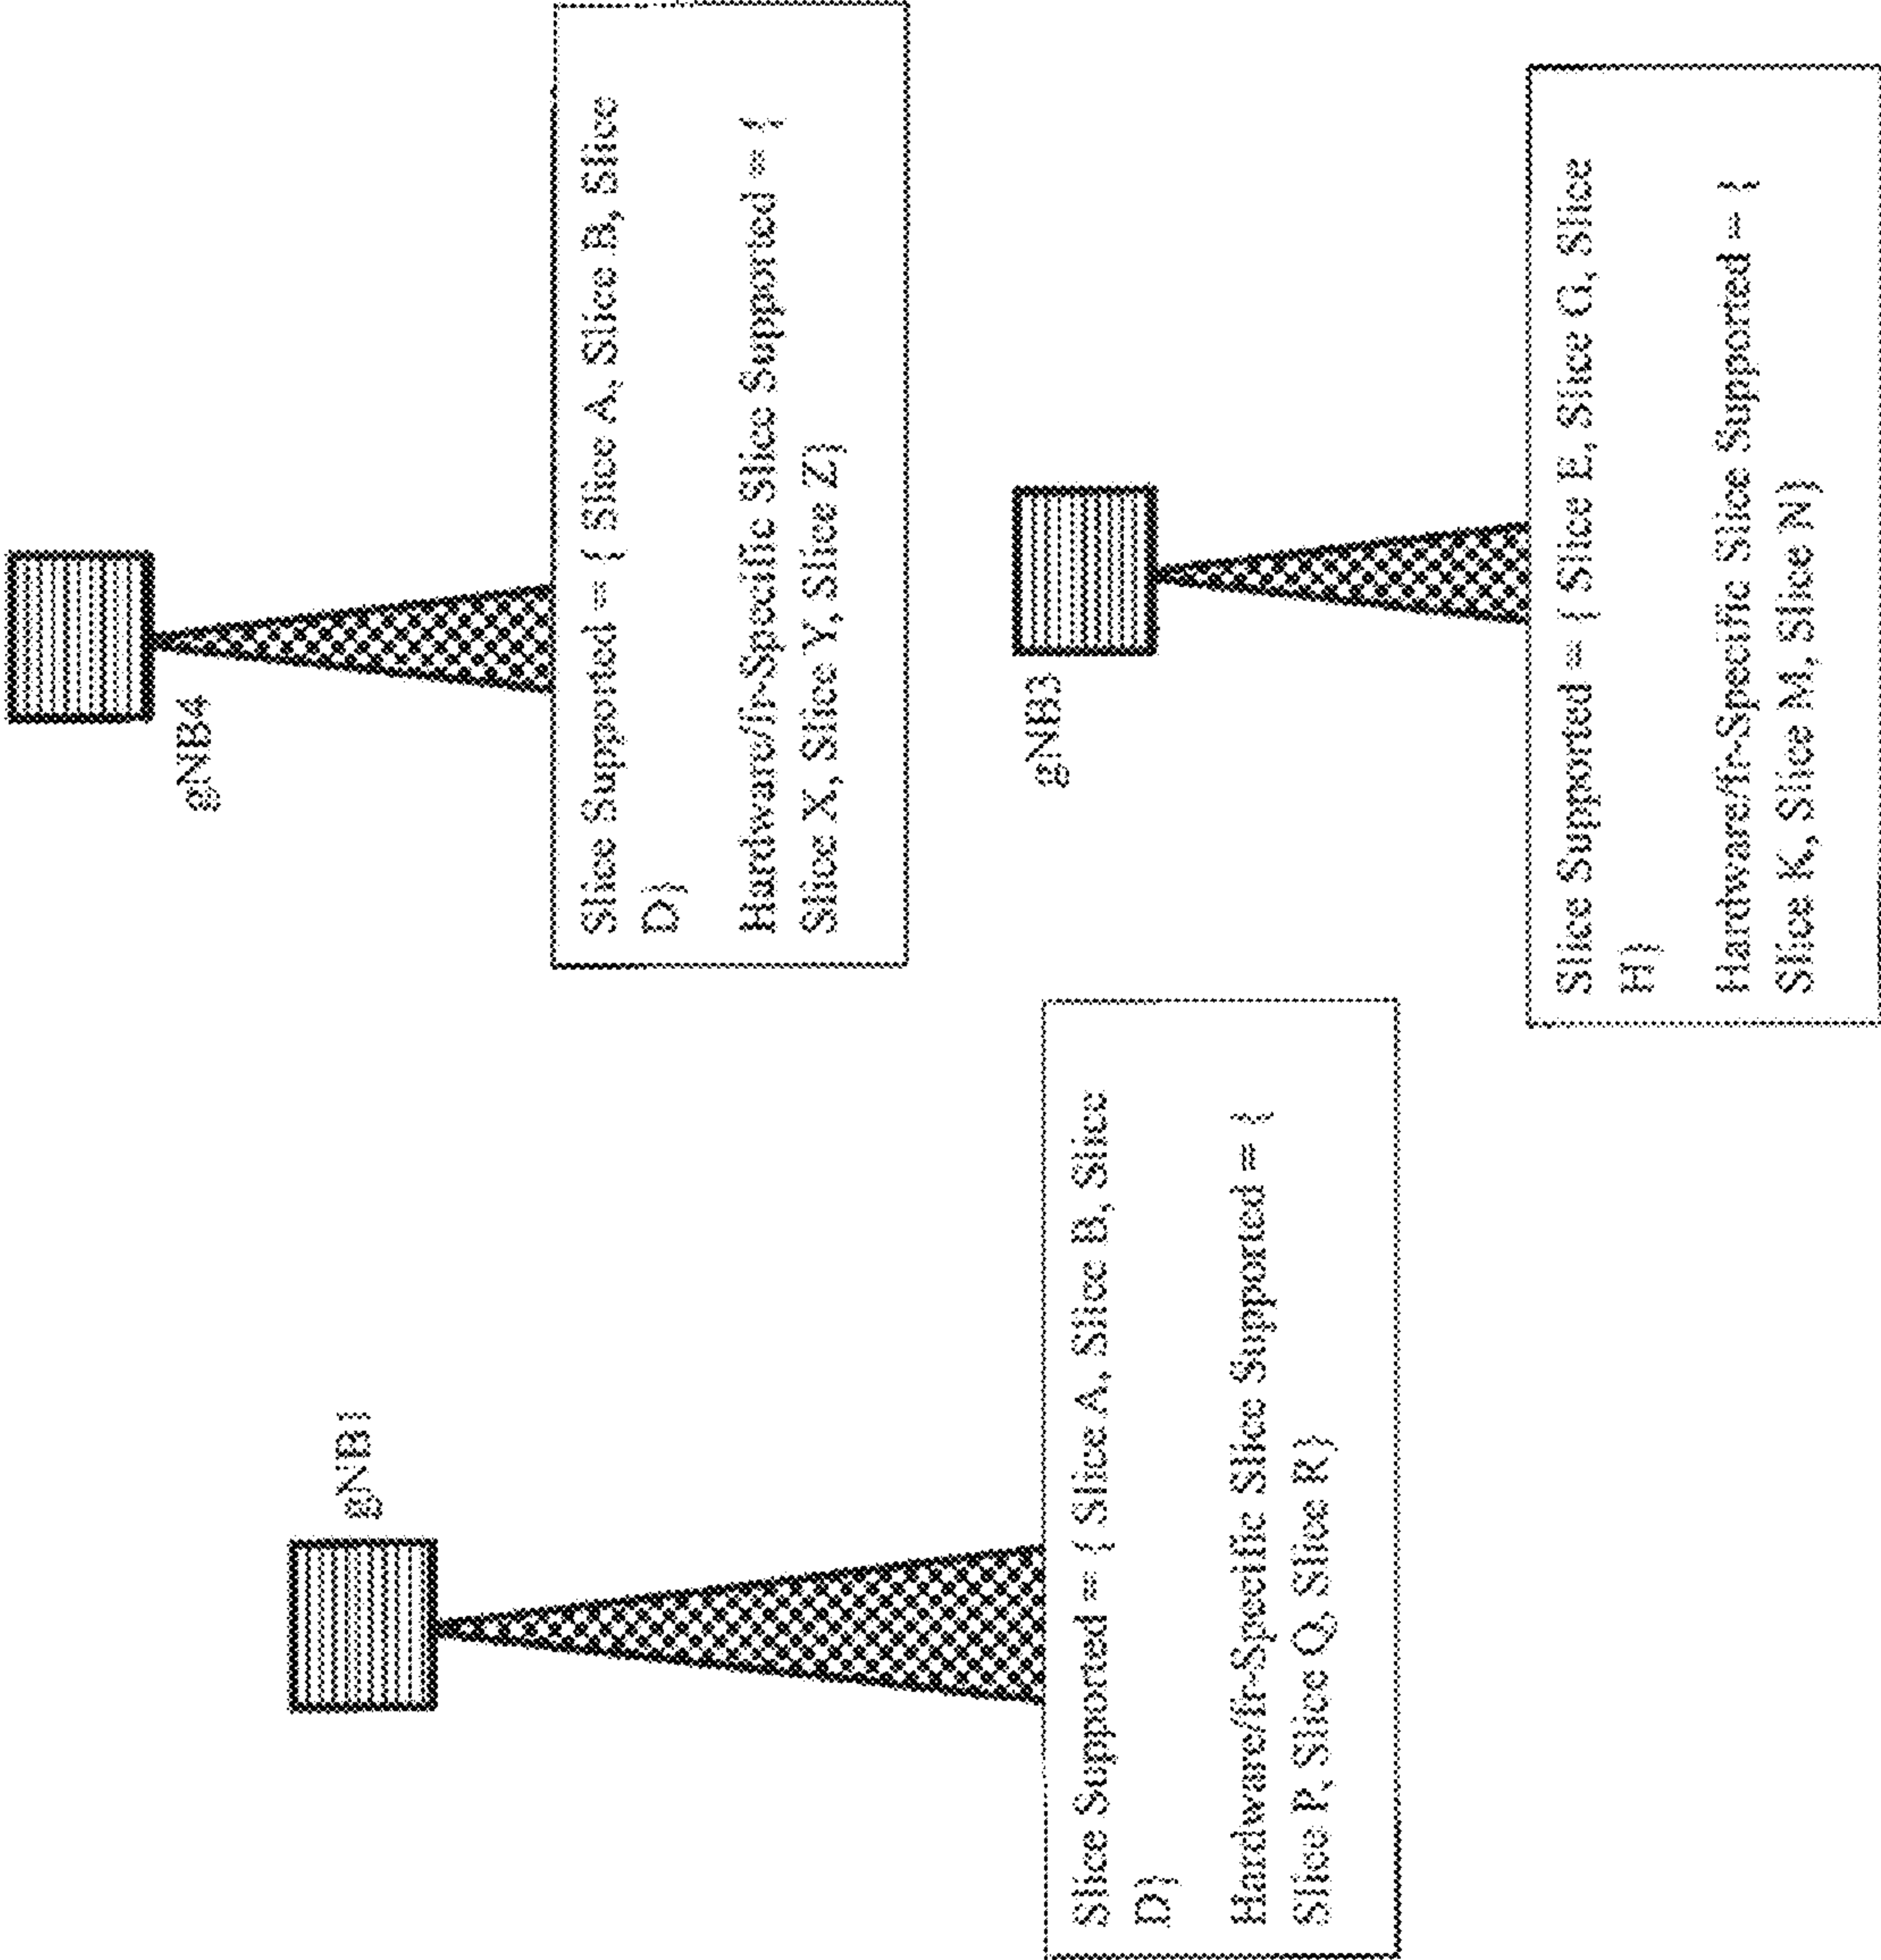 gNB1
Slice Supported = { Slice A, Slice B, Slice
D}
Hardware/fr-Specific Slice Supported = {
Slice P, Slice Q, Slice R}
gNB4
Slice Supported = { Slice A, Slice B, Slice
D}
Hardware/fr-Specific Slice Supported = {
Slice X, Slice Y, Slice Z}
gNB3
Slice Supported = { Slice E, Slice G, Slice
H}
Hardware/fr-Specific Slice Supported = {
Slice K, Slice M, Slice N}